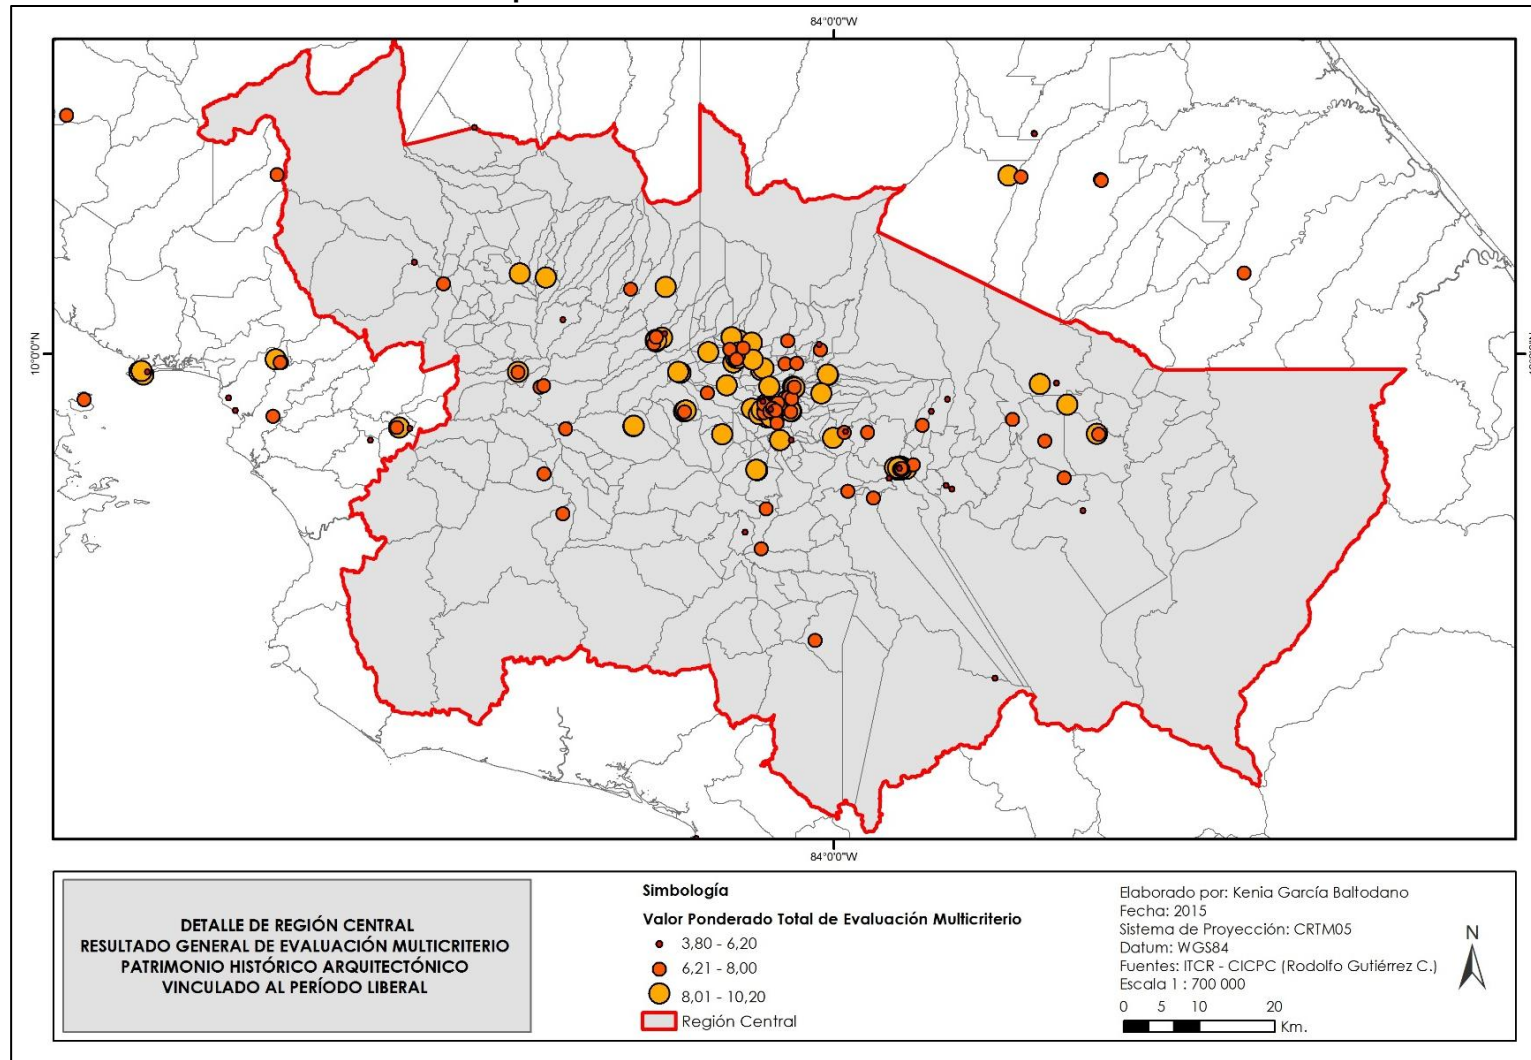 84°0'0"W
10°0'0"N
84°0'0"W
DETALLE DE REGIÓN CENTRAL
RESULTADO GENERAL DE EVALUACIÓN MULTICRITERIO
PATRIMONIO HISTÓRICO ARQUITECTÓNICO
VINCULADO AL PERÍODO LIBERAL
Simbología
Valor Ponderado Total de Evaluación Multicriterio
3,80 - 6,20
6,21 - 8,00
8,01 - 10,20
Región Central
Elaborado por: Kenia García Baltodano
Fecha: 2015
Sistema de Proyección: CRTM05
Datum: WGS84
Fuentes: ITCR - CICPC (Rodolfo Gutiérrez C.)
Escala 1 : 700 000
0 5 10 20
Km.
N